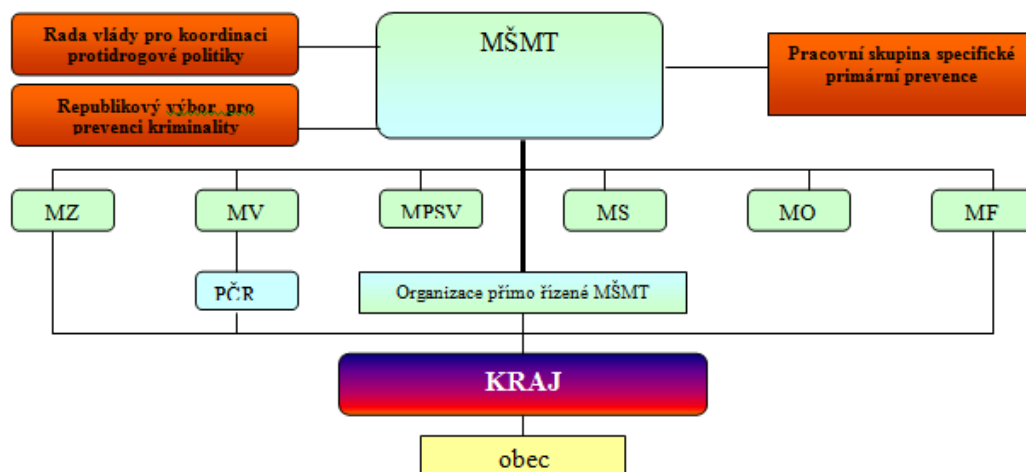 Rada vlády pro koordinaci
protidrogové politiky
MŠMT
Pracovní skupina specifické
primární prevence
Republikový výbor pro
prevenci kriminality
MZ
MV
MPSV
MS
MO
MF
PČR
Organizace přímo řízené MŠMT
KRAJ
obec